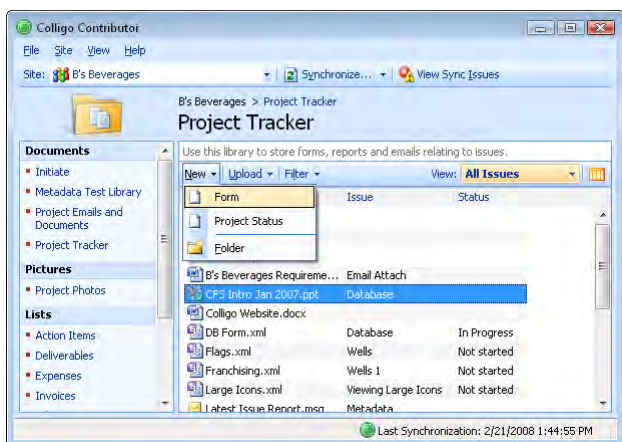 Colligo Contributor
File Site View Help
Site: B's Beverages Synchronize... View Sync Issues
B's Beverages > Project Tracker
Project Tracker
Documents
Initiate
Metadata Test Library
Project Emails and
Documents
Project Tracker
Pictures
Project Photos
Lists
Action Items
Deliverables
Expenses
Invoices
Use this library to store forms, reports and emails relating to issues.
New Upload Filter View: All Issues
Form
Project Status
Folder
Issue Status
B's Beverages Requireme... Email Attach
CFS Intro Jan 2007.ppt Database
Colligo Website.docx
DB Form.xml Database In Progress
Flags.xml Wells Not started
Franchising.xml Wells 1 Not started
Large Icons.xml Viewing Large Icons Not started
Latest Issue Report.msg Metadata
Last Synchronization: 2/21/2008 1:44:55 PM